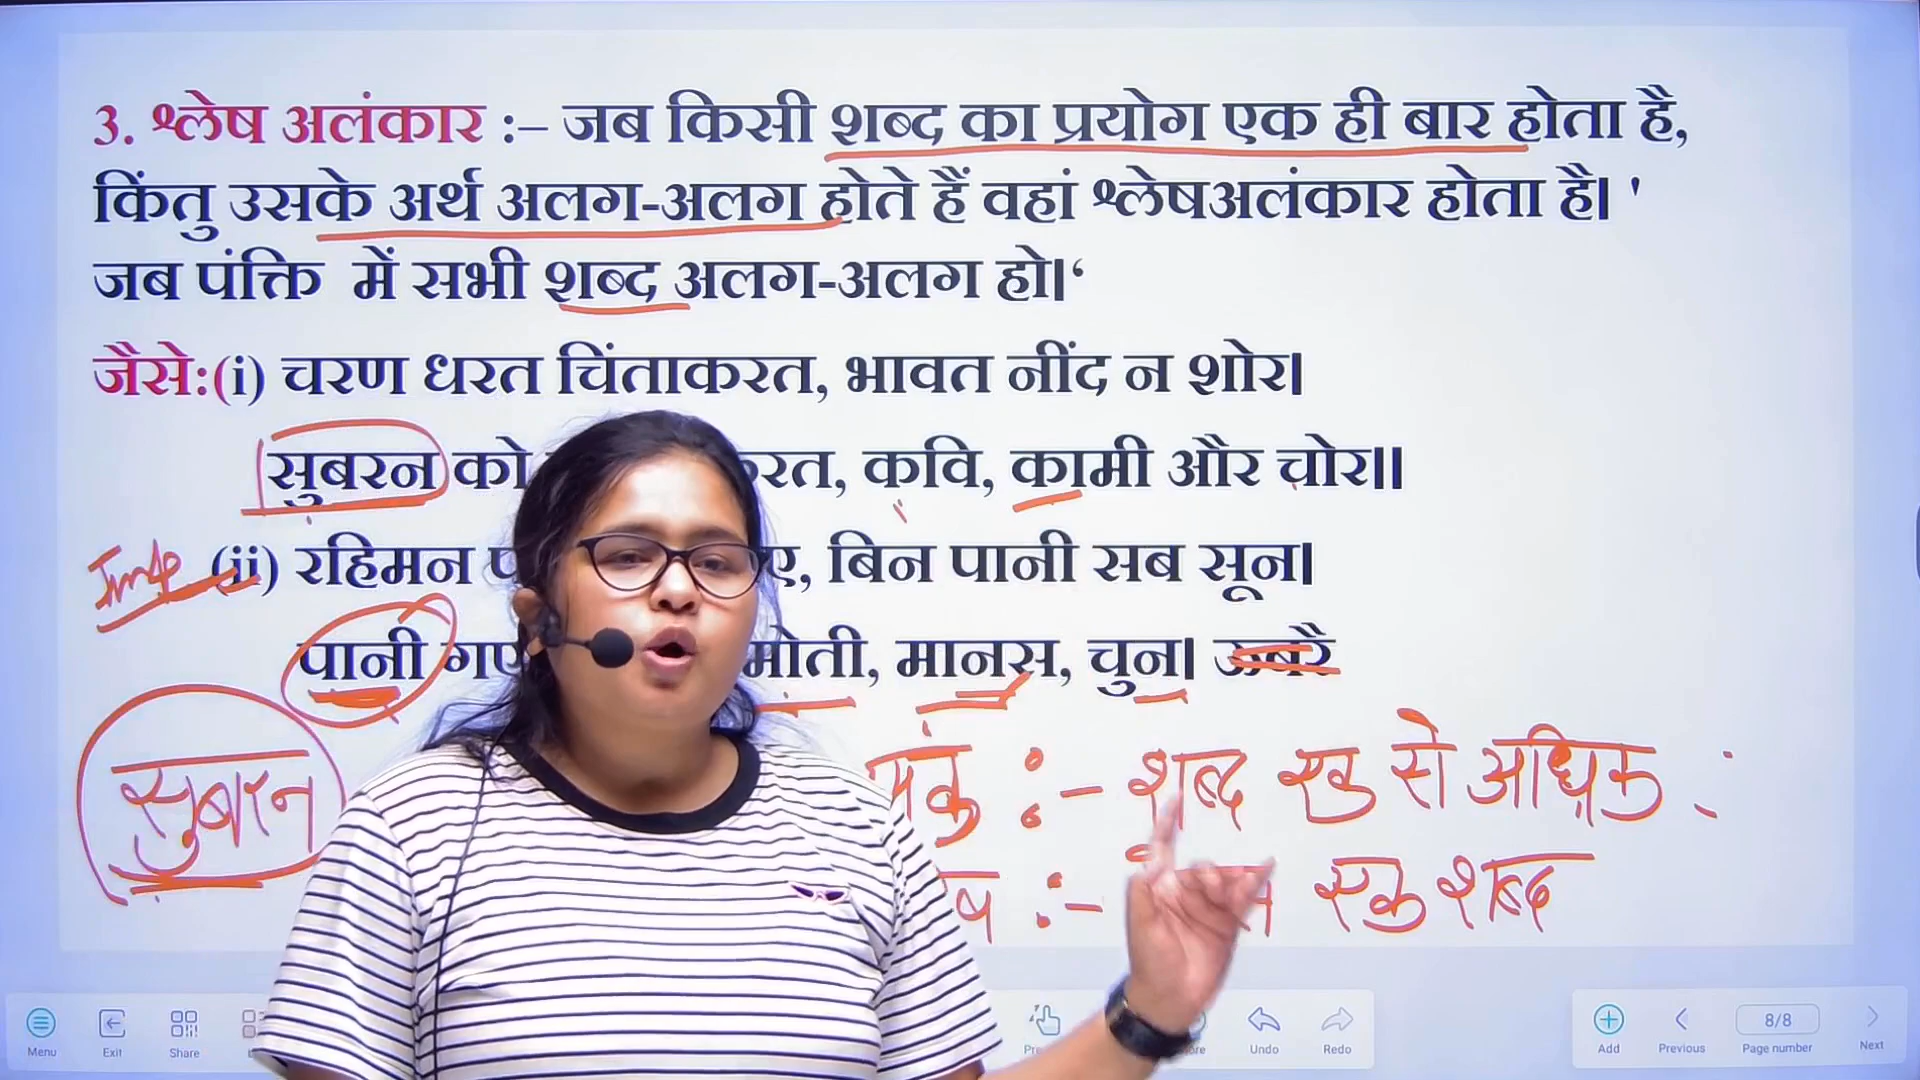 3. श्लेष अलंकार :– जब किसी शब्द का प्रयोग एक ही बार होता है,
किंतु उसके अर्थ अलग-अलग होते हैं वहां श्लेषअलंकार होता है। '
जब पंक्ति में सभी शब्द अलग-अलग हो।‘
जैसे:(i) चरण धरत चिंताकरत, भावत नींद न शोर।
सुबरन को रत, कवि, कामी और चोर।।
Imp (ii) रहिमन ए, बिन पानी सब सून।
पानी मोती, मानस, चुन। ऊबरै
सुबरन
:- शब्द एक से अधिक :
:- एक शब्द
Menu Exit Share Undo Redo Add Previous 8/8 Page number Next